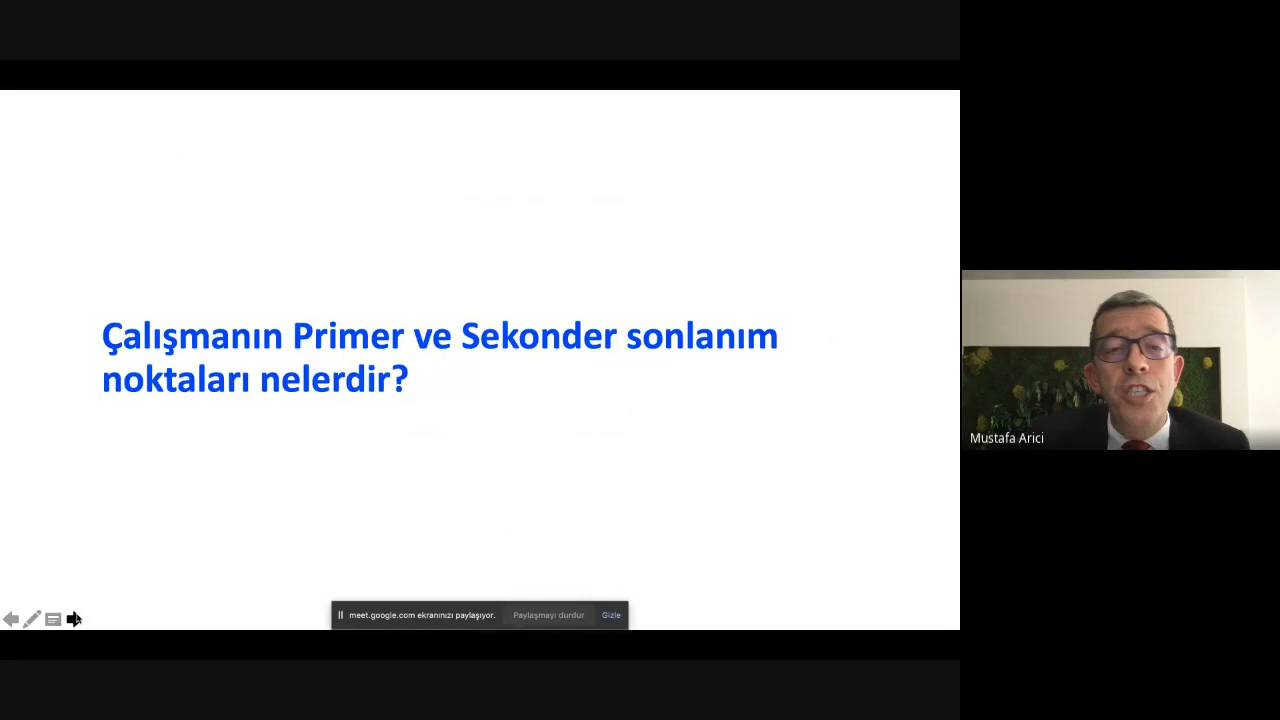 Çalışmanın Primer ve Sekonder sonlanım
noktaları nelerdir?
Mustafa Arici
meet.google.com ekranınızı paylaşıyor. Paylaşmayı durdur Gizle